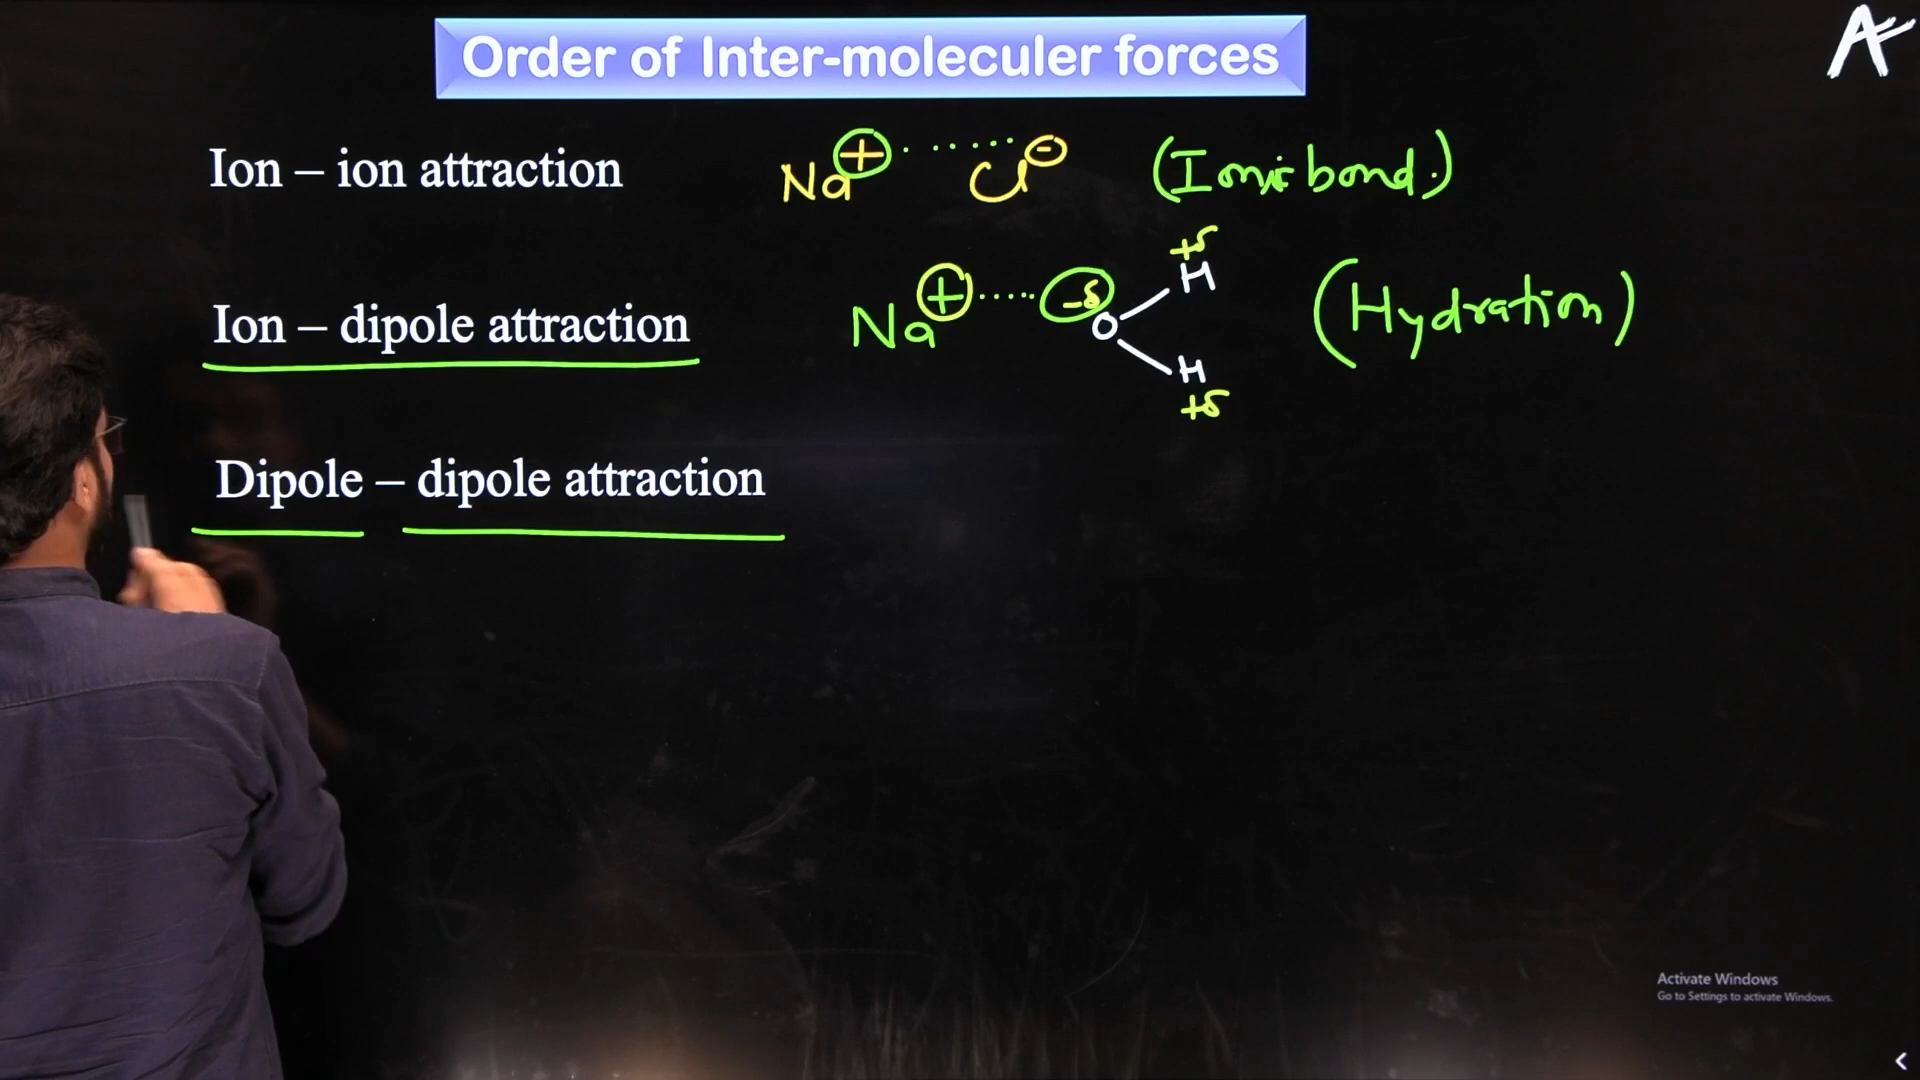 Order of Inter-moleculer forces
A
Ion – ion attraction Na + ...... Cl - (Ionic bond.)
+δ
H
Ion – dipole attraction Na + ..... -δ O (Hydration)
H
+δ
Dipole – dipole attraction
Activate Windows
Go to Settings to activate Windows.